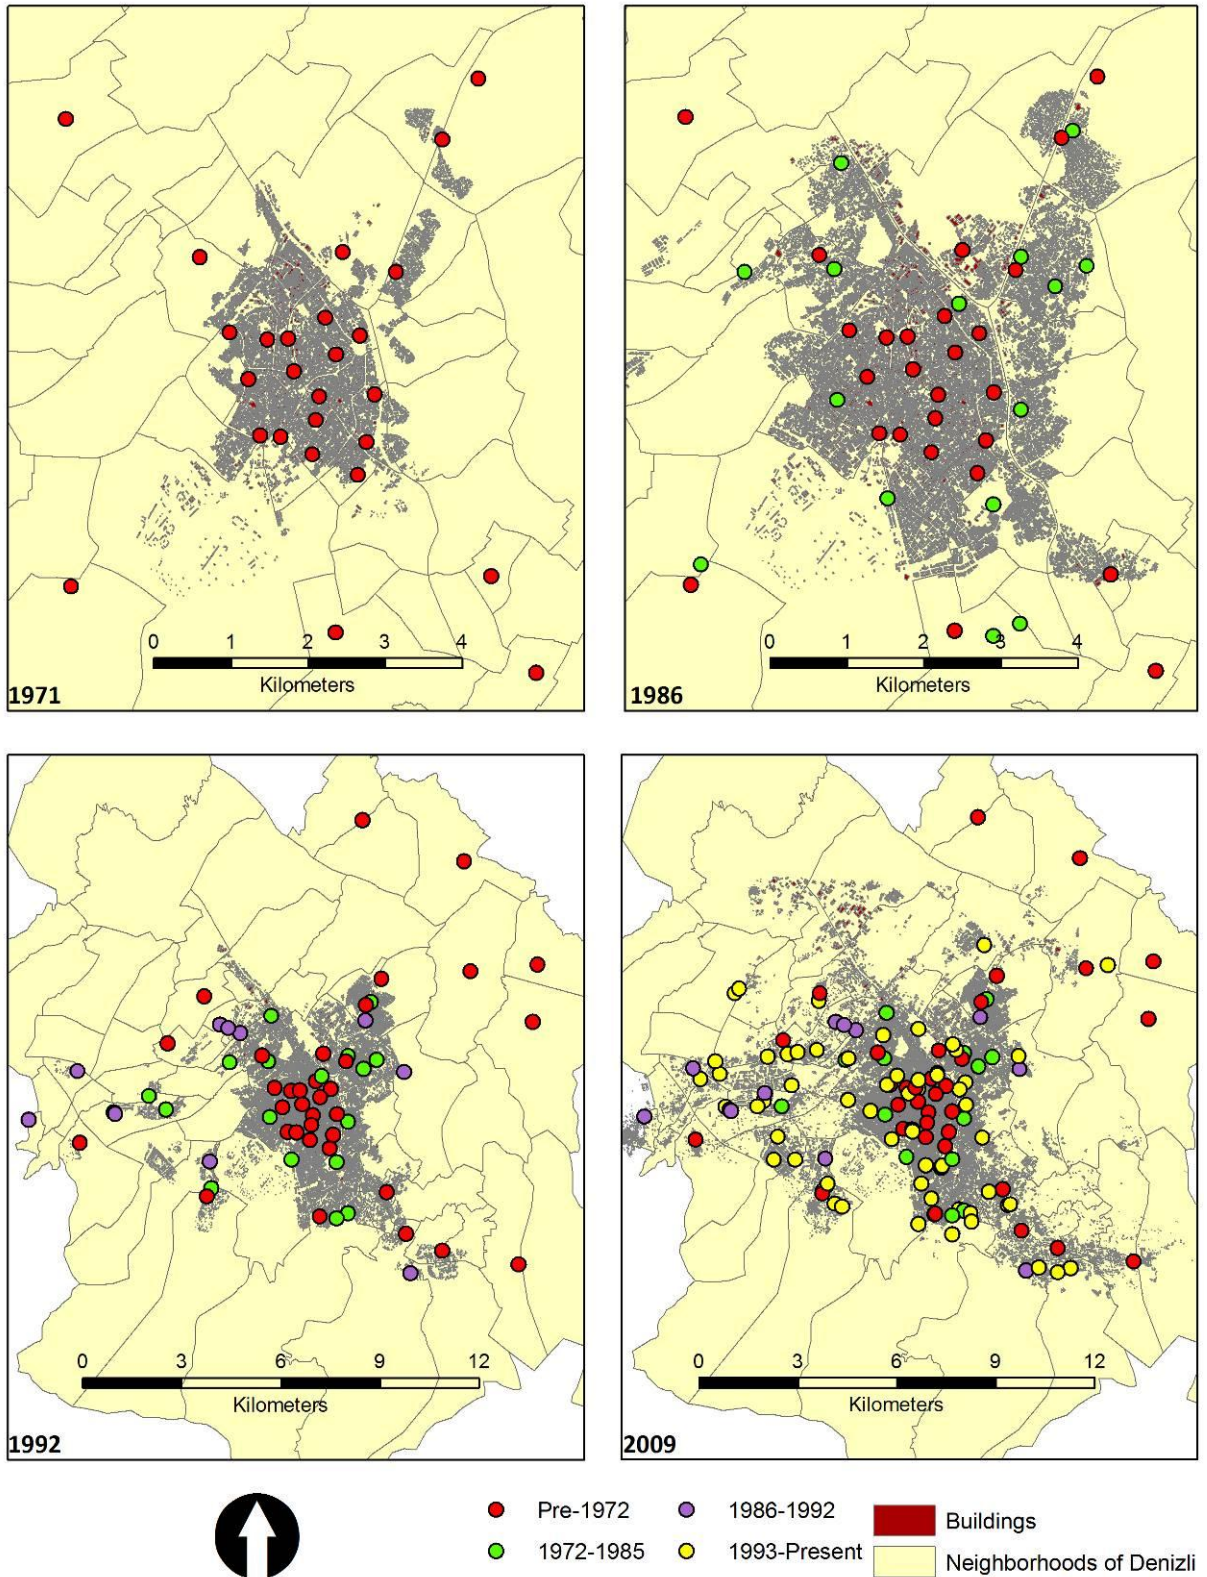 0 1 2 3 4
Kilometers
1971
0 1 2 3 4
Kilometers
1986
0 3 6 9 12
Kilometers
1992
0 3 6 9 12
Kilometers
2009
Pre-1972
1986-1992
Buildings
1972-1985
1993-Present
Neighborhoods of Denizli